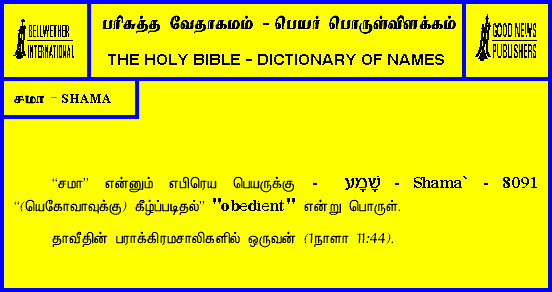 BELLWETHER
INTERNATIONAL
பரிசுத்த வேதாகமம் - பெயர் பொருள்விளக்கம்
THE HOLY BIBLE - DICTIONARY OF NAMES
GOOD NEWS
PUBLISHERS
சமா - SHAMA
“சமா” என்னும் எபிரெய பெயருக்கு - שָׁמָע - Shama` - 8091
“(யெகோவாவுக்கு) கீழ்ப்படிதல்” "obedient" என்று பொருள்.
தாவீதின் பராக்கிரமசாலிகளில் ஒருவன் (1நாளா 11:44).